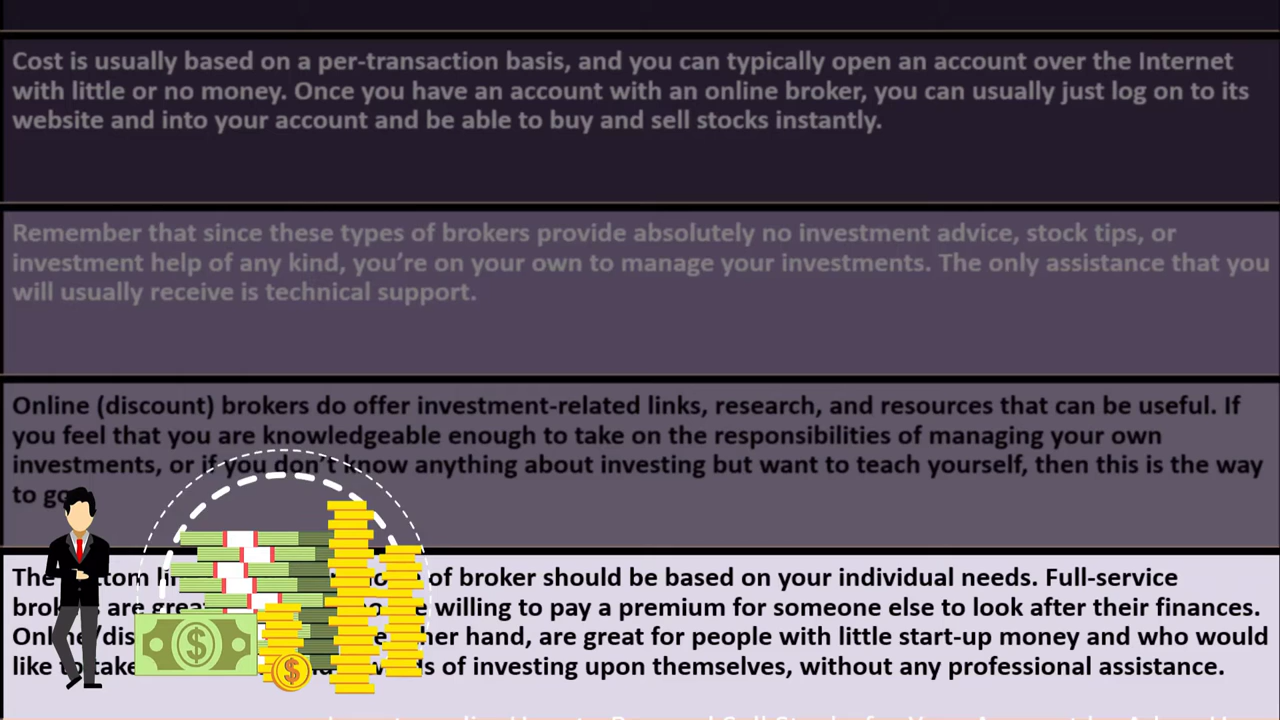 Cost is usually based on a per-transaction basis, and you can typically open an account over the Internet
with little or no money. Once you have an account with an online broker, you can usually just log on to its
website and into your account and be able to buy and sell stocks instantly.
Remember that since these types of brokers provide absolutely no investment advice, stock tips, or
investment help of any kind, you’re on your own to manage your investments. The only assistance that you
will usually receive is technical support.
Online (discount) brokers do offer investment-related links, research, and resources that can be useful. If
you feel that you are knowledgeable enough to take on the responsibilities of managing your own
investments, or if you don’t know anything about investing but want to teach yourself, then this is the way
to go
The of broker should be based on your individual needs. Full-service
are willing to pay a premium for someone else to look after their finances.
are great for people with little start-up money and who would
like of investing upon themselves, without any professional assistance.